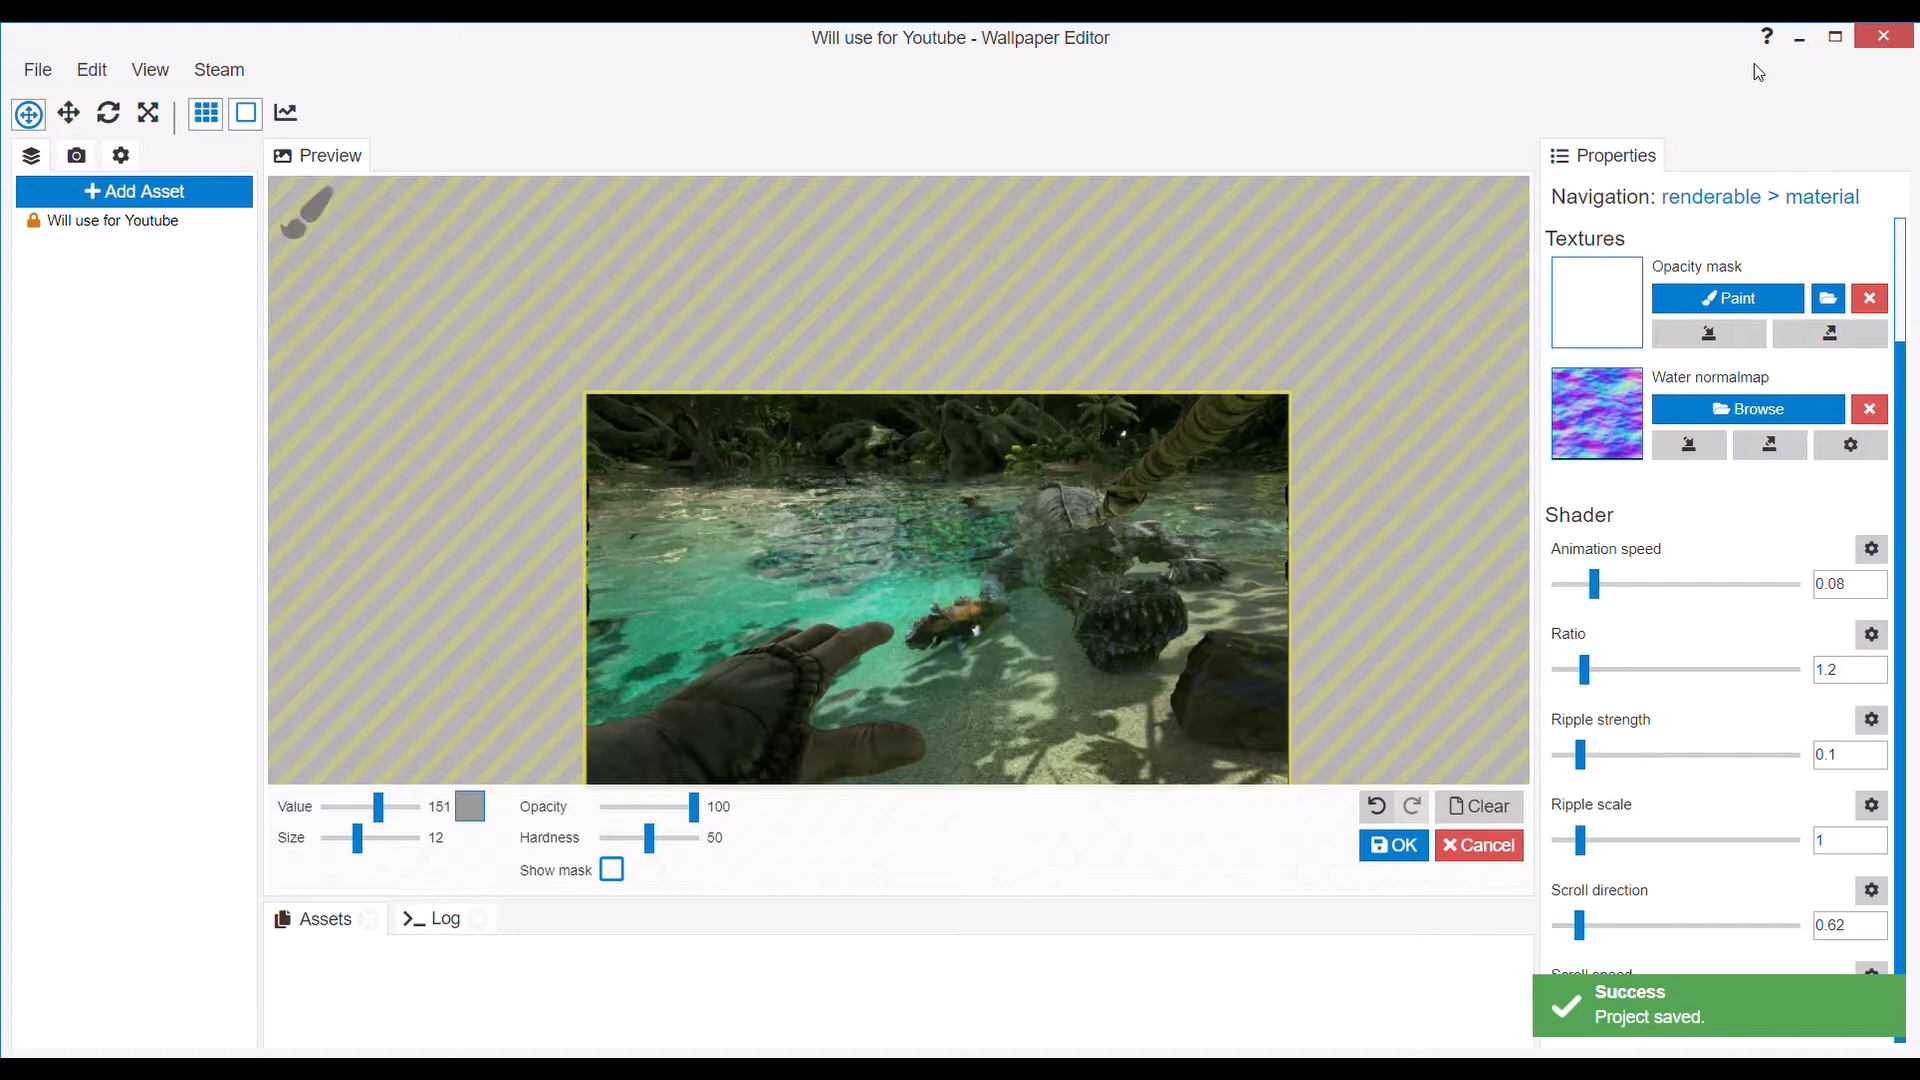 Will use for Youtube - Wallpaper Editor
File Edit View Steam
Add Asset
Will use for Youtube
Preview
Properties
Navigation: renderable > material
Textures
Opacity mask
Paint
Water normalmap
Browse
Shader
Animation speed
0.08
Ratio
1.2
Ripple strength
0.1
Ripple scale
1
Scroll direction
0.62
Scroll speed
Value 151 Opacity 100
Clear
Size 12 Hardness 50
OK Cancel
Show mask
Assets Log
Success
Project saved.